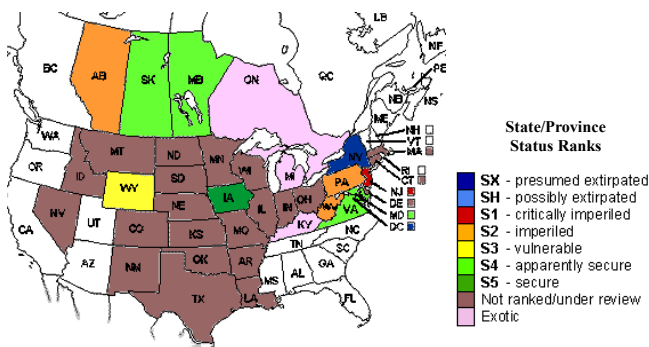 LB
NF
BC
AB
SK
MB
ON
QC
PE
NB
NS
ME
WA
MT
ND
MN
NH
VT
MA
OR
ID
WY
SD
WI
MI
NY
RI
CT
NV
UT
NE
IA
IL
IN
OH
PA
NJ
DE
MD
DC
CA
CO
KS
MO
KY
WV
VA
NC
TN
AZ
NM
OK
AR
MS
AL
GA
SC
TX
LA
FL
State/Province
Status Ranks
SX - presumed extirpated
SH - possibly extirpated
S1 - critically imperiled
S2 - imperiled
S3 - vulnerable
S4 - apparently secure
S5 - secure
Not ranked/under review
Exotic